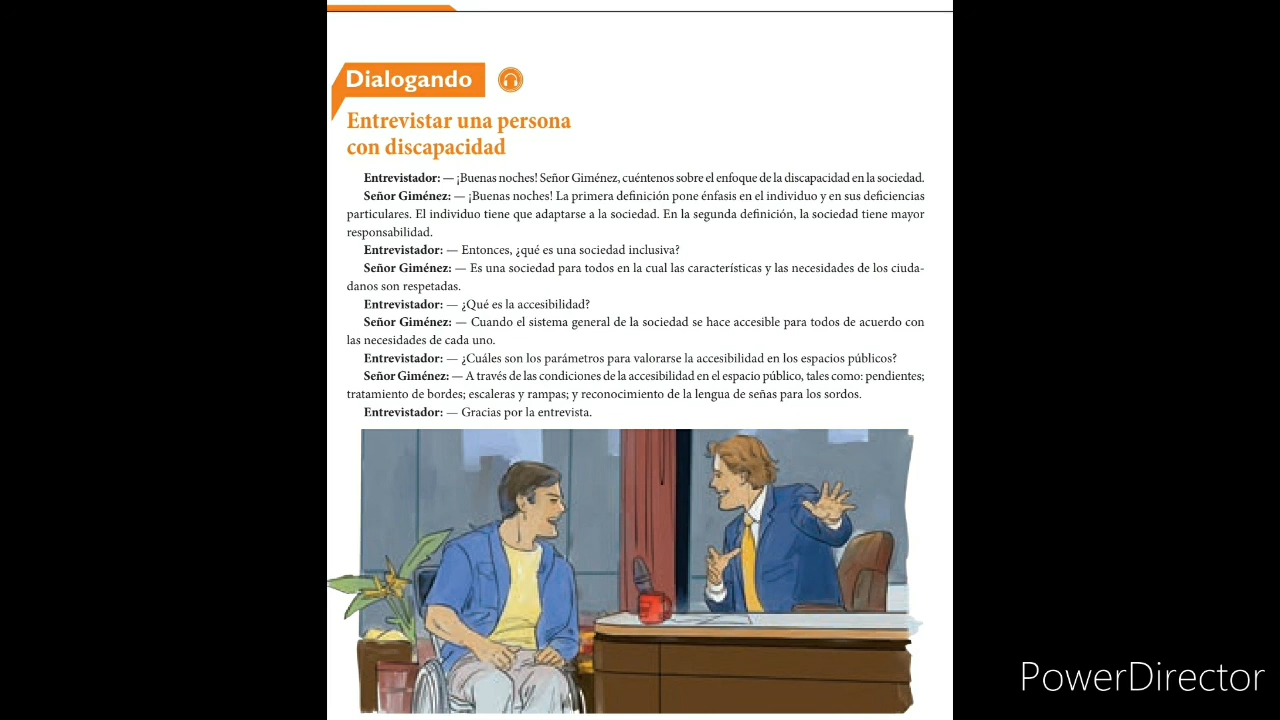 Dialogando
Entrevistar una persona
con discapacidad
Entrevistador: — ¡Buenas noches! Señor Giménez, cuéntenos sobre el enfoque de la discapacidad en la sociedad.
Señor Giménez: — ¡Buenas noches! La primera definición pone énfasis en el individuo y en sus deficiencias
particulares. El individuo tiene que adaptarse a la sociedad. En la segunda definición, la sociedad tiene mayor
responsabilidad.
Entrevistador: — Entonces, ¿qué es una sociedad inclusiva?
Señor Giménez: — Es una sociedad para todos en la cual las características y las necesidades de los ciuda-
danos son respetadas.
Entrevistador: — ¿Qué es la accesibilidad?
Señor Giménez: — Cuando el sistema general de la sociedad se hace accesible para todos de acuerdo con
las necesidades de cada uno.
Entrevistador: — ¿Cuáles son los parámetros para valorarse la accesibilidad en los espacios públicos?
Señor Giménez: — A través de las condiciones de la accesibilidad en el espacio público, tales como: pendientes;
tratamiento de bordes; escaleras y rampas; y reconocimiento de la lengua de señas para los sordos.
Entrevistador: — Gracias por la entrevista.
PowerDirector